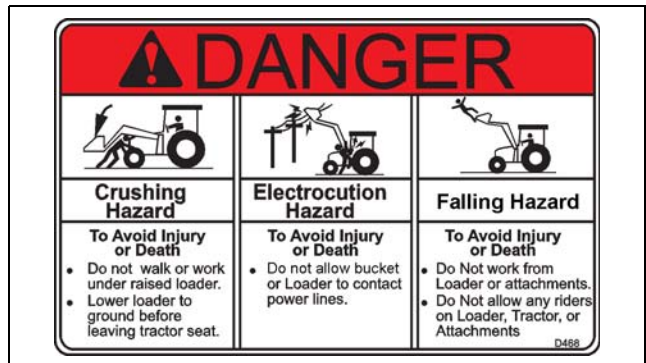 DANGER
Crushing
Hazard
To Avoid Injury
or Death
• Do not walk or work
under raised loader.
• Lower loader to
ground before
leaving tractor seat.
Electrocution
Hazard
To Avoid Injury
or Death
• Do not allow bucket
or Loader to contact
power lines.
Falling Hazard
To Avoid Injury
or Death
• Do Not work from
Loader or attachments.
• Do Not allow any riders
on Loader, Tractor, or
Attachments
D468